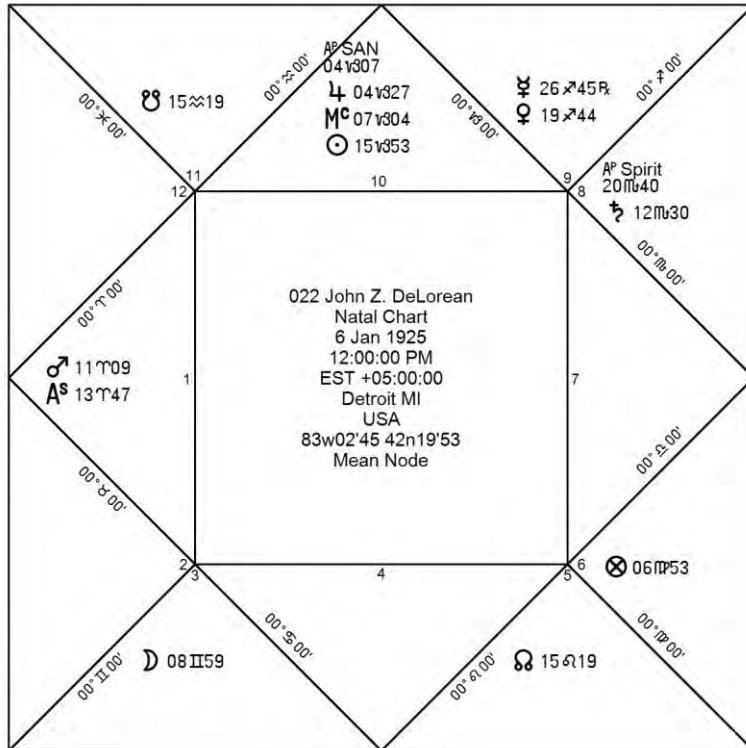 AP SAN
04♑07
♃ 04♑27
MC 07♑04
☉ 15♑53
☿ 26♐45℞
♀ 19♐44
00°♐00'
AP Spirit
20♏40
♄ 12♏30
00°♏00'
00°♑00'
00°♒00'
☋ 15♒19
00°♓00'
11
12
10
9
8
00°♈00'
♂ 11♈09
AS 13♈47
1
022 John Z. DeLorean
Natal Chart
6 Jan 1925
12:00:00 PM
EST +05:00:00
Detroit MI
USA
83w02'45 42n19'53
Mean Node
7
00°♎00'
00°♉00'
2
3
4
5
6
⊗ 06♍53
00°♍00'
00°♊00'
☽ 08♊59
00°♋00'
00°♌00'
☊ 15♌19